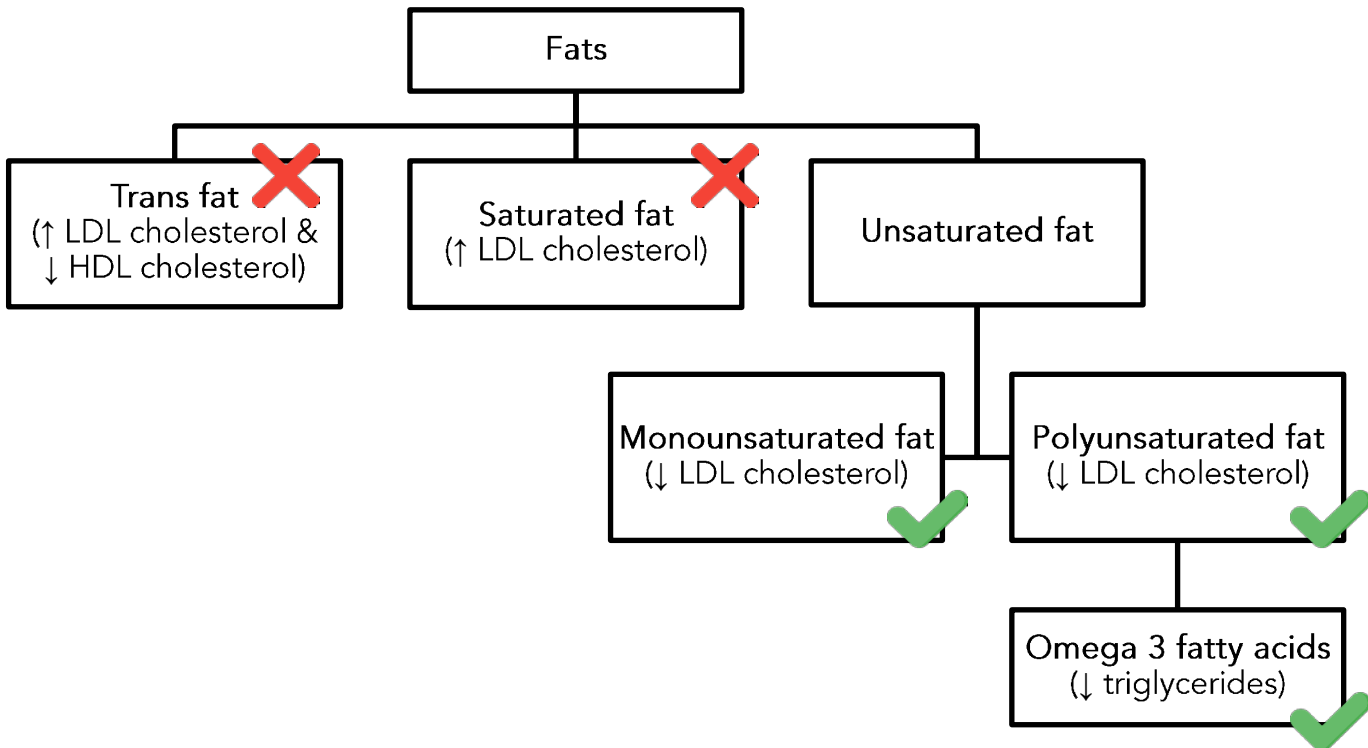 Fats
Trans fat
(↑ LDL cholesterol &
↓ HDL cholesterol)
Saturated fat
(↑ LDL cholesterol)
Unsaturated fat
Monounsaturated fat
(↓ LDL cholesterol)
Polyunsaturated fat
(↓ LDL cholesterol)
Omega 3 fatty acids
(↓ triglycerides)